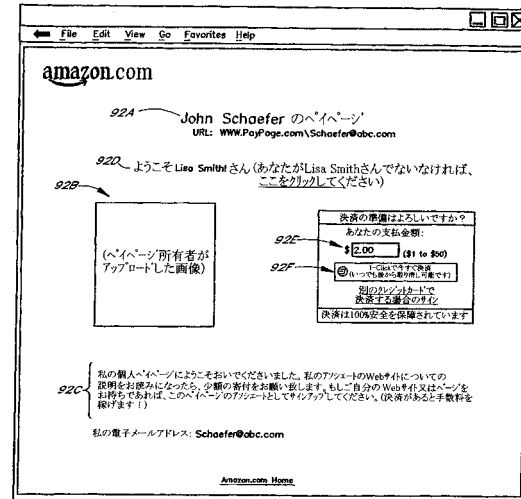 File Edit View Go Favorites Help
amazon.com
92A
John Schaefer のペイページ
URL: WWW.PayPage.com\Schaefer@abc.com
92D
ようこそ Lisa Smith!さん (あなたがLisa Smithさんでないなければ、
ここをクリックしてください)
92B
(ペイページ所有者が
アップロードした画像)
決済の準備はよろしいですか?
あなたの支払金額:
92E
$ 2.00 ($1 to $50)
92F
1-Clickで今すぐ決済
(いつでも後から取り消し可能です)
別のクレジットカードで
決済する場合のサイン
決済は100%安全を保障されています
92C
私の個人ペイページにようこそおいでくださいました。私のアソシエートのWebサイトについての
説明をお読みになったら、少額の寄付をお願い致します。もしご自分のWebサイト又はページを
お持ちであれば、このペイページのアソシエートとしてサインアップしてください。(決済があると手数料を
稼げます!)
私の電子メールアドレス: Schaefer@abc.com
Amazon.com Home